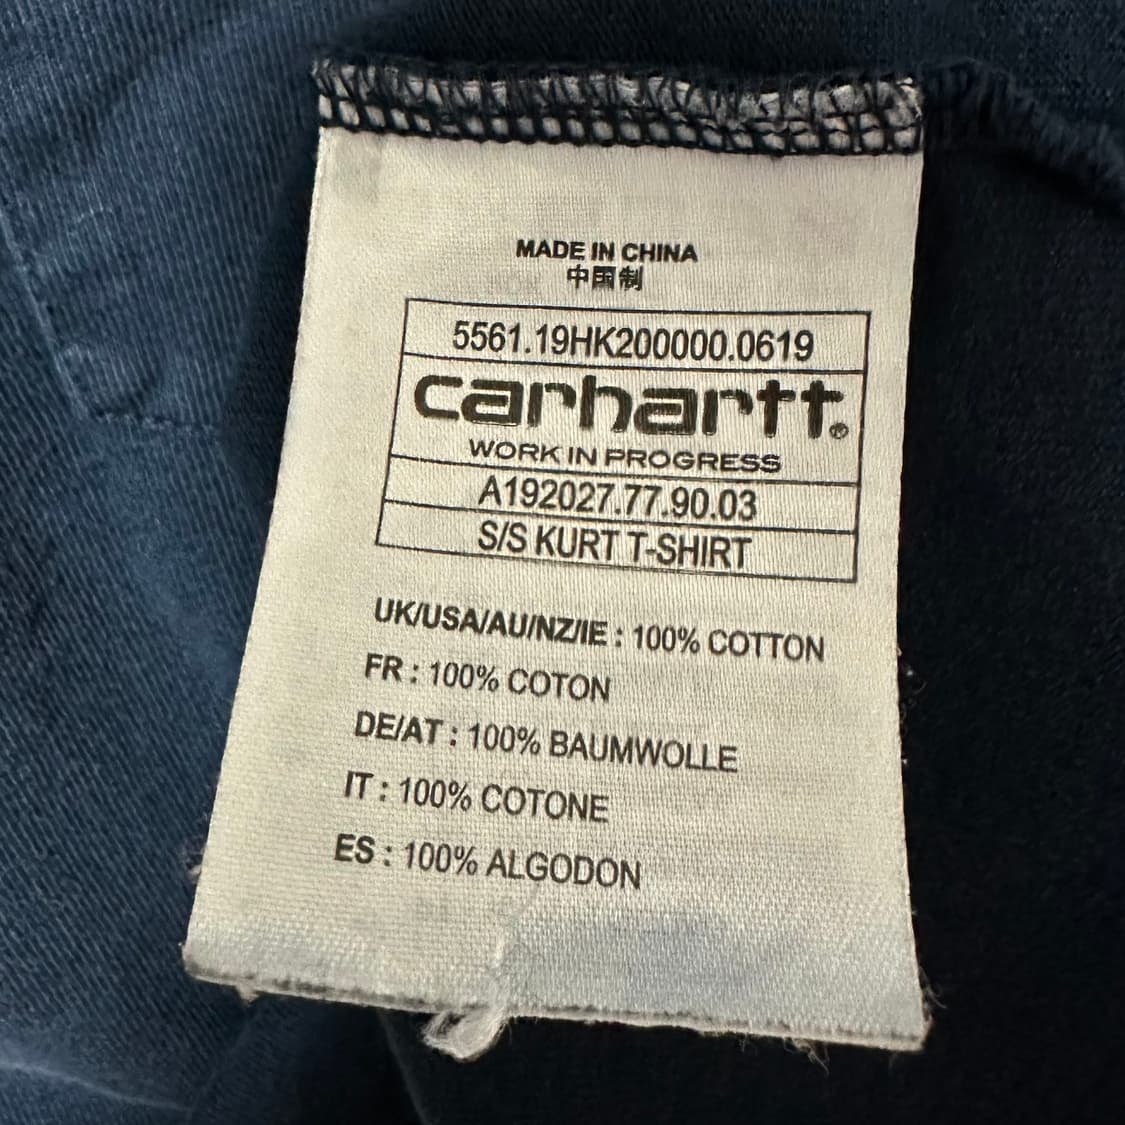 MADE IN CHINA
中国制
5561.19HK200000.0619
carhartt®
WORK IN PROGRESS
A192027.77.90.03
S/S KURT T-SHIRT
UK/USA/AU/NZ/IE : 100% COTTON
FR : 100% COTON
DE/AT : 100% BAUMWOLLE
IT : 100% COTONE
ES : 100% ALGODON